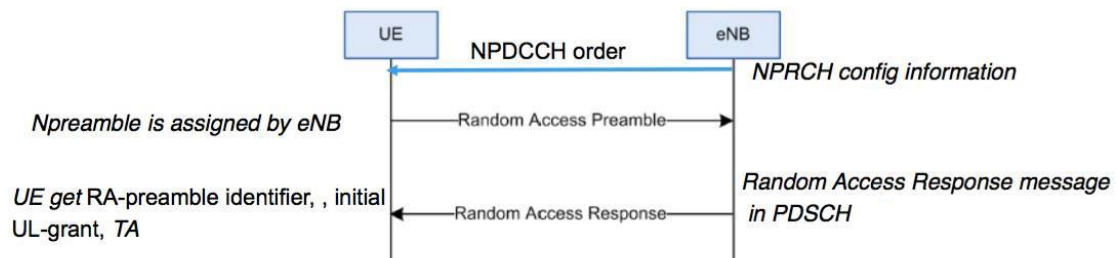 UE
eNB
NPDCCH order
NPRCH config information
Npreamble is assigned by eNB
Random Access Preamble
UE get RA-preamble identifier, , initial
UL-grant, TA
Random Access Response
Random Access Response message
in PDSCH